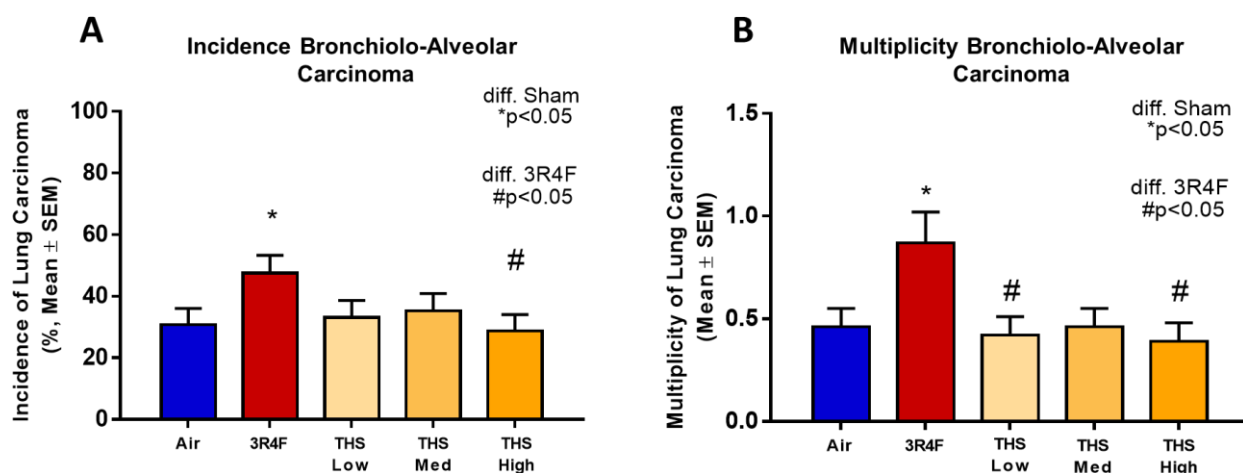 A
Incidence Bronchiolo-Alveolar
Carcinoma
diff. Sham
*p<0.05
diff. 3R4F
#p<0.05
Incidence of Lung Carcinoma
(%, Mean ± SEM)
100
80
60
40
20
0
*
#
Air
3R4F
THS
Low
THS
Med
THS
High
B
Multiplicity Bronchiolo-Alveolar
Carcinoma
diff. Sham
*p<0.05
diff. 3R4F
#p<0.05
Multiplicity of Lung Carcinoma
(Mean ± SEM)
1.5
1.0
0.5
0.0
*
#
#
Air
3R4F
THS
Low
THS
Med
THS
High